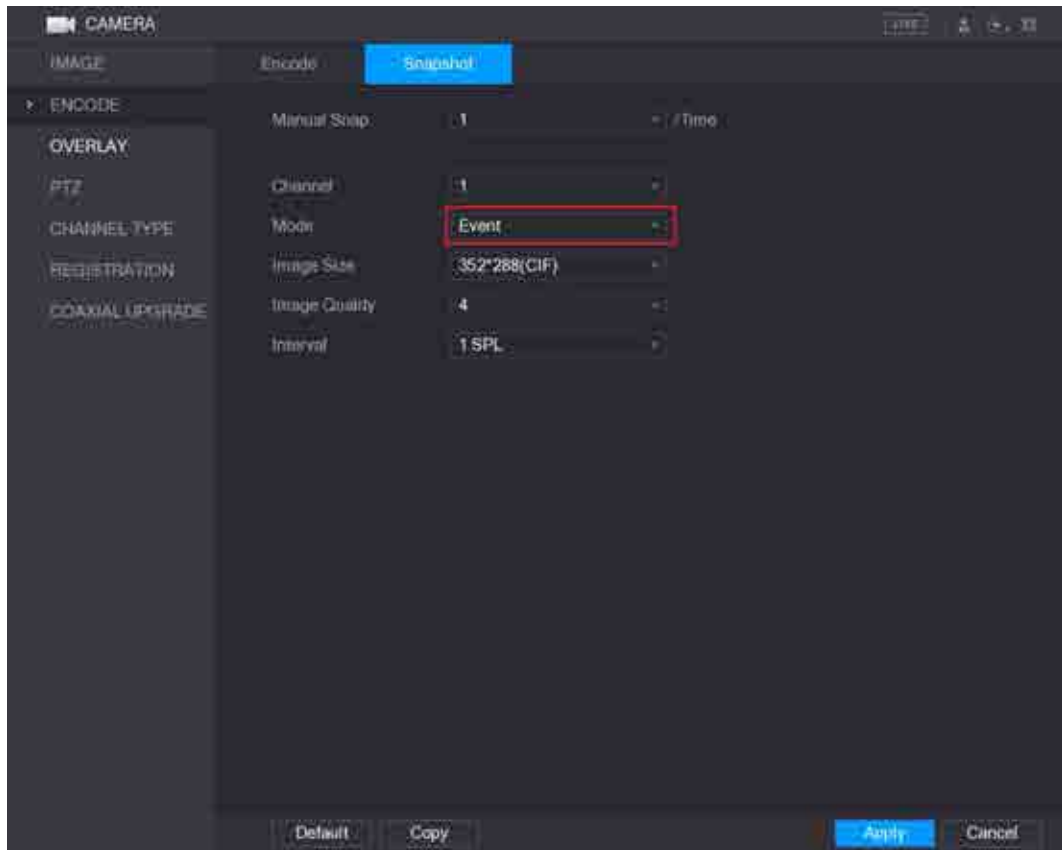 CAMERA
LIVE
IMAGE
Encode
Snapshot
ENCODE
Manual Snap
1
/Time
OVERLAY
PTZ
Channel
1
CHANNEL TYPE
Mode
Event
REGISTRATION
Image Size
352*288(CIF)
COAXIAL UPGRADE
Image Quality
4
Interval
1 SPL
Default
Copy
Apply
Cancel